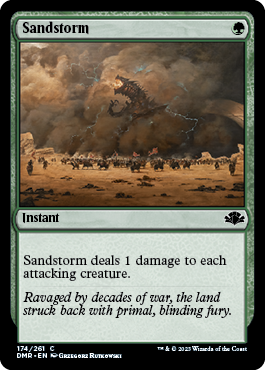 Sandstorm
Instant
Sandstorm deals 1 damage to each
attacking creature.
Ravaged by decades of war, the land
struck back with primal, blinding fury.
174/261 C
DMR • EN Grzegorz Rutkowski
™ & © 2023 Wizards of the Coast